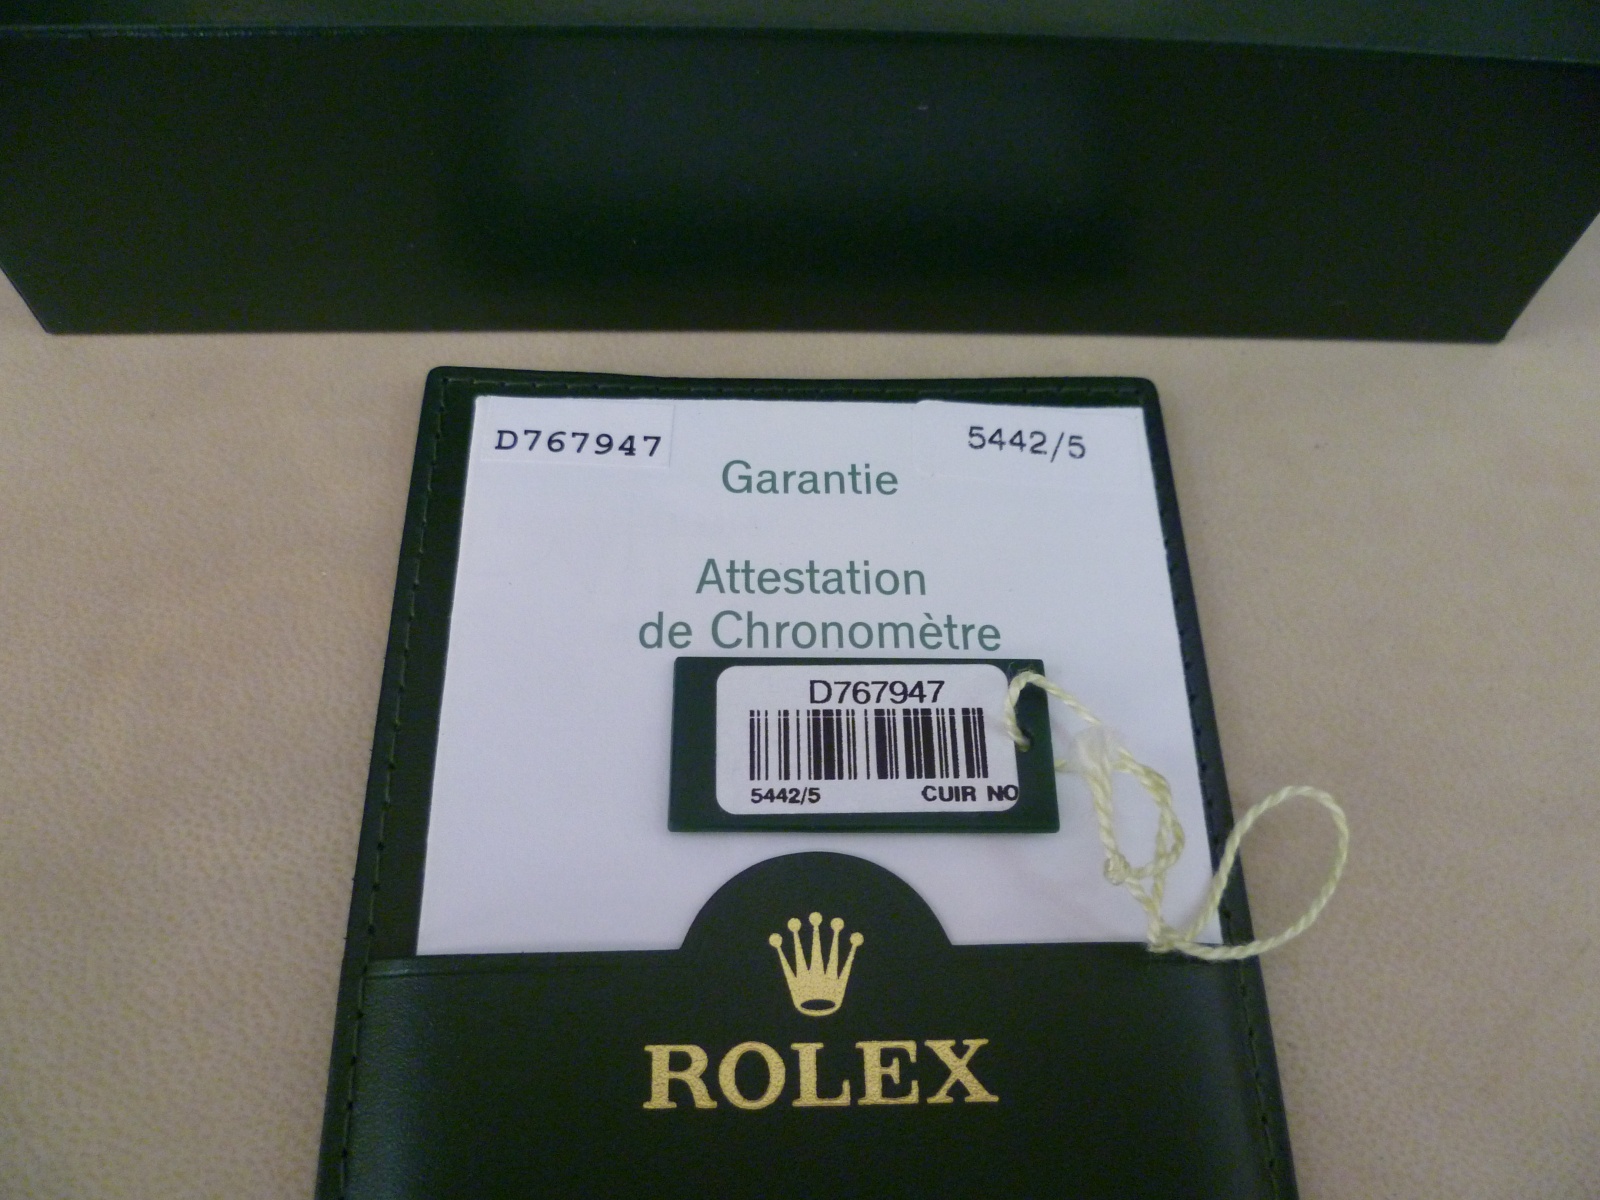 D767947
5442/5
Garantie
Attestation
de Chronomètre
D767947
5442/5 CUIR NO
ROLEX